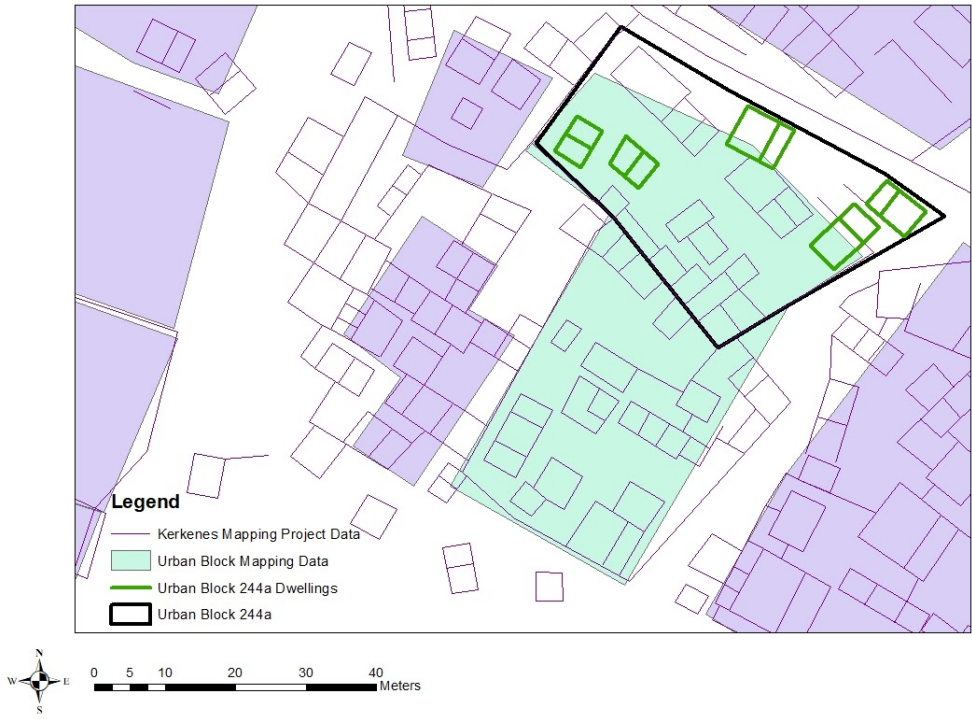 Legend
Kerkenes Mapping Project Data
Urban Block Mapping Data
Urban Block 244a Dwellings
Urban Block 244a
N
W E
S
0 5 10 20 30 40
Meters